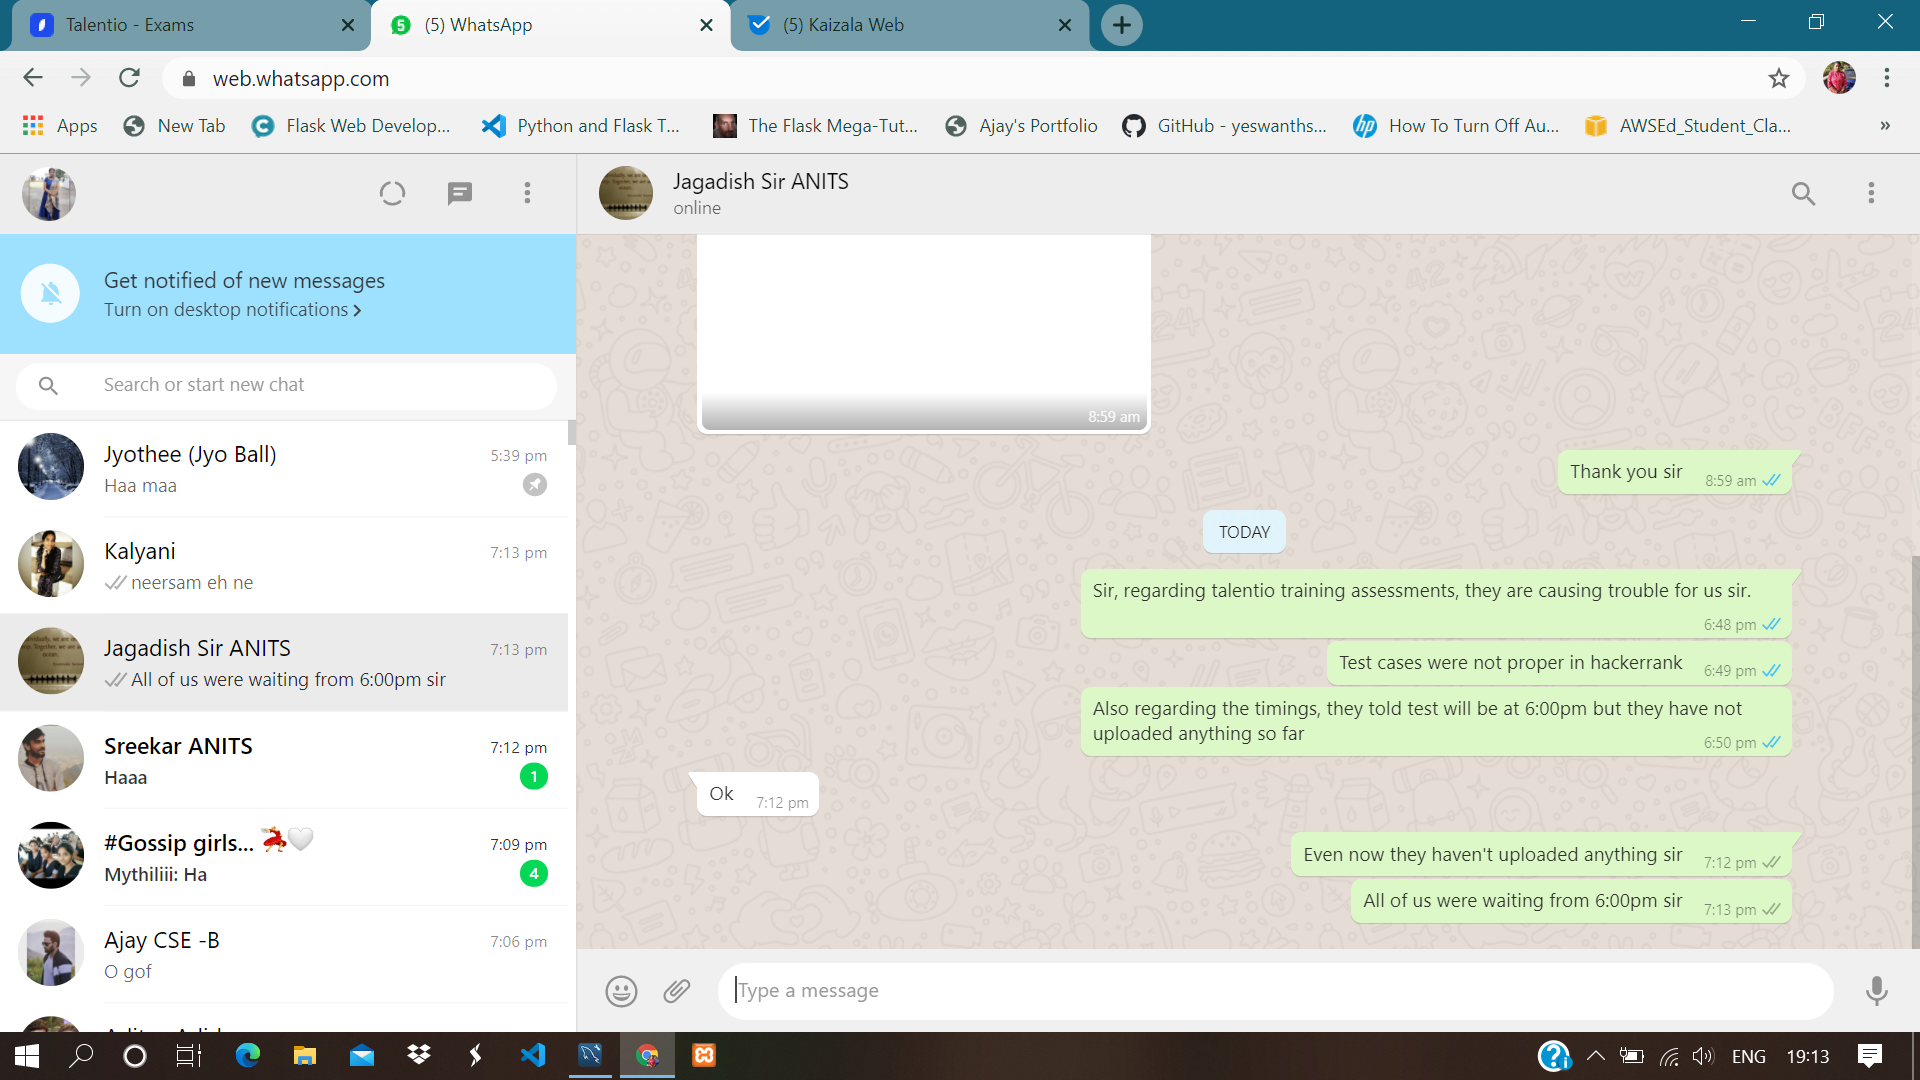 Talentio - Exams
(5) WhatsApp
(5) Kaizala Web
web.whatsapp.com
Apps
New Tab
Flask Web Develop...
Python and Flask T...
The Flask Mega-Tut...
Ajay's Portfolio
GitHub - yeswanths...
How To Turn Off Au...
AWSEd_Student_Cla...
»
Jagadish Sir ANITS
online
Get notified of new messages
Turn on desktop notifications
Search or start new chat
Jyothee (Jyo Ball)
5:39 pm
Haa maa
Kalyani
7:13 pm
neersam eh ne
Jagadish Sir ANITS
7:13 pm
All of us were waiting from 6:00pm sir
Sreekar ANITS
7:12 pm
Haaa
1
#Gossip girls... 💃🤍
7:09 pm
Mythiliii: Ha
4
Ajay CSE -B
7:06 pm
O gof
8:59 am
Thank you sir
8:59 am
TODAY
Sir, regarding talentio training assessments, they are causing trouble for us sir.
6:48 pm
Test cases were not proper in hackerrank
6:49 pm
Also regarding the timings, they told test will be at 6:00pm but they have not
uploaded anything so far
6:50 pm
Ok
7:12 pm
Even now they haven't uploaded anything sir
7:12 pm
All of us were waiting from 6:00pm sir
7:13 pm
Type a message
ENG
19:13